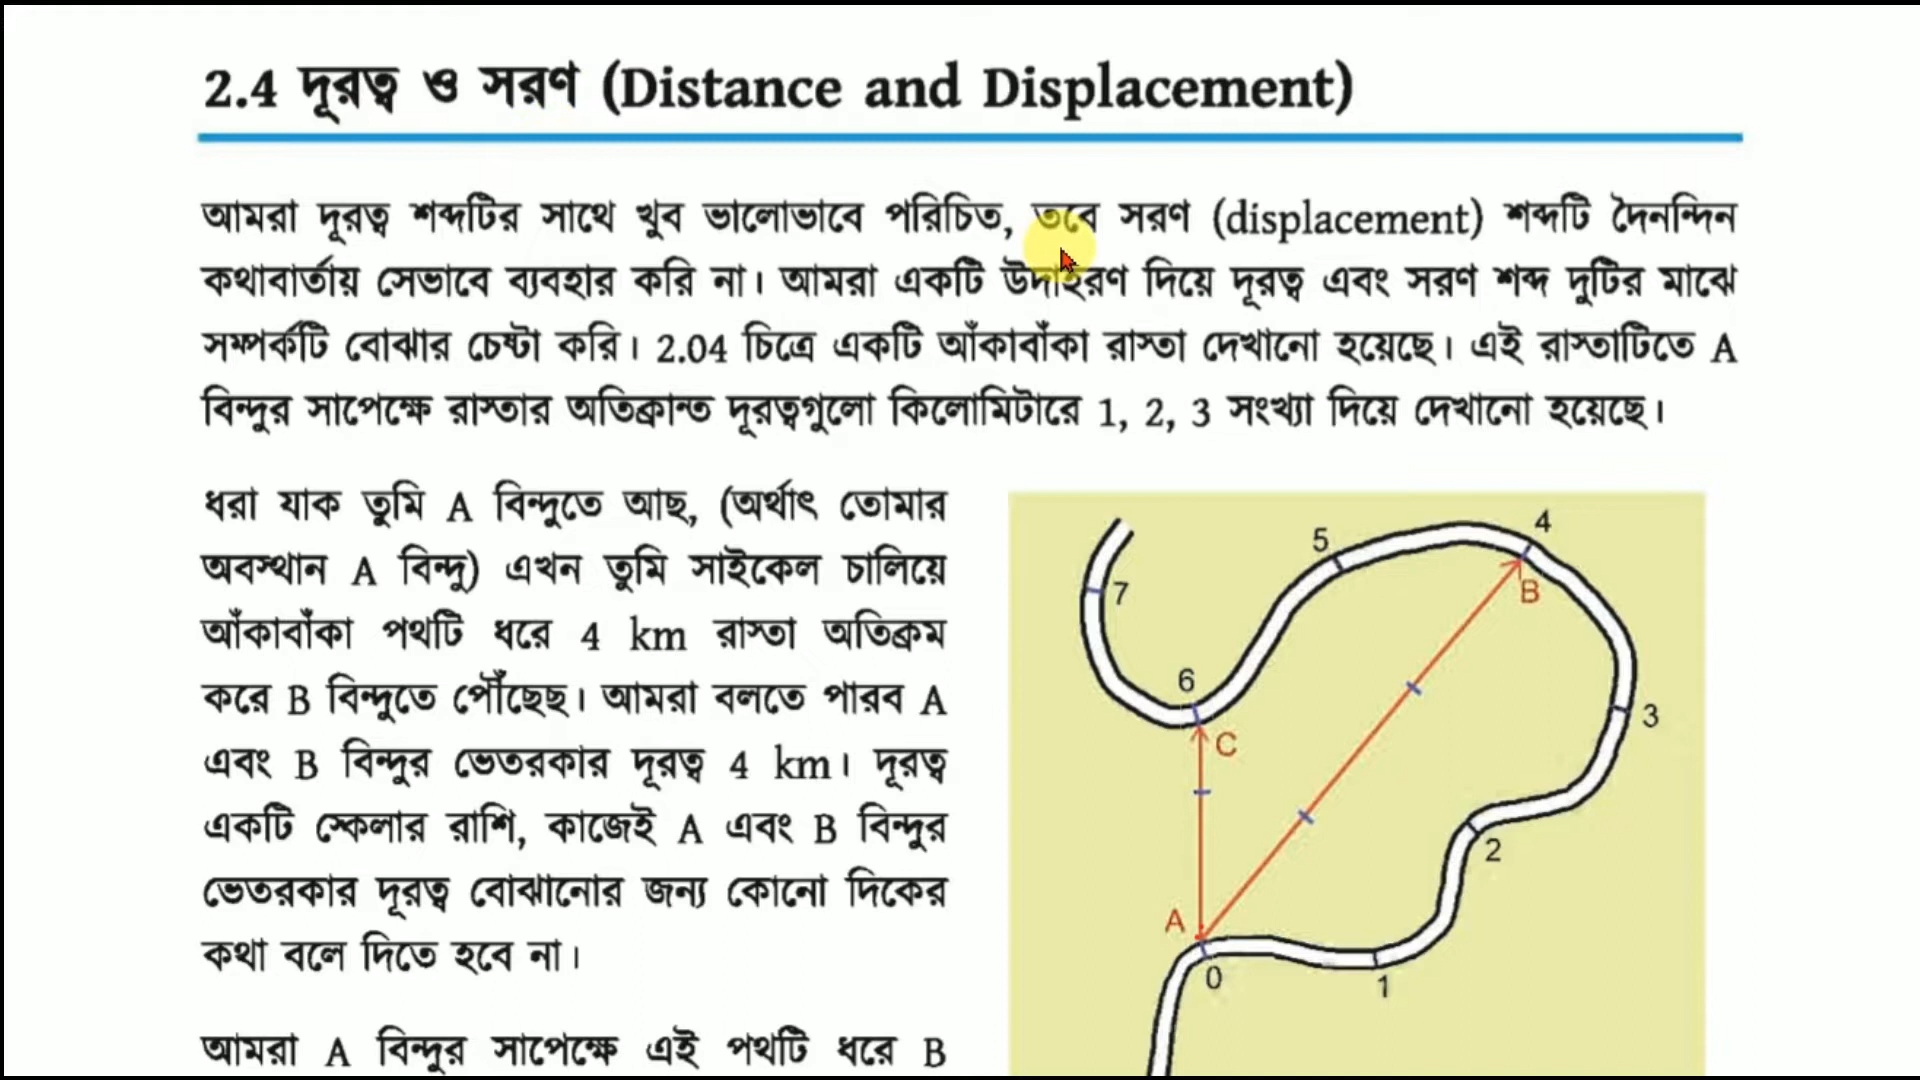 2.4 দূরত্ব ও সরণ (Distance and Displacement)
আমরা দূরত্ব শব্দটির সাথে খুব ভালোভাবে পরিচিত, তবে সরণ (displacement) শব্দটি দৈনন্দিন
কথাবার্তায় সেভাবে ব্যবহার করি না। আমরা একটি উদাহরণ দিয়ে দূরত্ব এবং সরণ শব্দ দুটির মাঝে
সম্পর্কটি বোঝার চেষ্টা করি। 2.04 চিত্রে একটি আঁকাবাঁকা রাস্তা দেখানো হয়েছে। এই রাস্তাটিতে A
বিন্দুর সাপেক্ষে রাস্তার অতিক্রান্ত দূরত্বগুলো কিলোমিটারে 1, 2, 3 সংখ্যা দিয়ে দেখানো হয়েছে।
ধরা যাক তুমি A বিন্দুতে আছ, (অর্থাৎ তোমার
অবস্থান A বিন্দু) এখন তুমি সাইকেল চালিয়ে
আঁকাবাঁকা পথটি ধরে 4 km রাস্তা অতিক্রম
করে B বিন্দুতে পৌঁছেছ। আমরা বলতে পারব A
এবং B বিন্দুর ভেতরকার দূরত্ব 4 km। দূরত্ব
একটি স্কেলার রাশি, কাজেই A এবং B বিন্দুর
ভেতরকার দূরত্ব বোঝানোর জন্য কোনো দিকের
কথা বলে দিতে হবে না।
আমরা A বিন্দুর সাপেক্ষে এই পথটি ধরে B
4
5
B
7
6
3
C
2
A
0
1